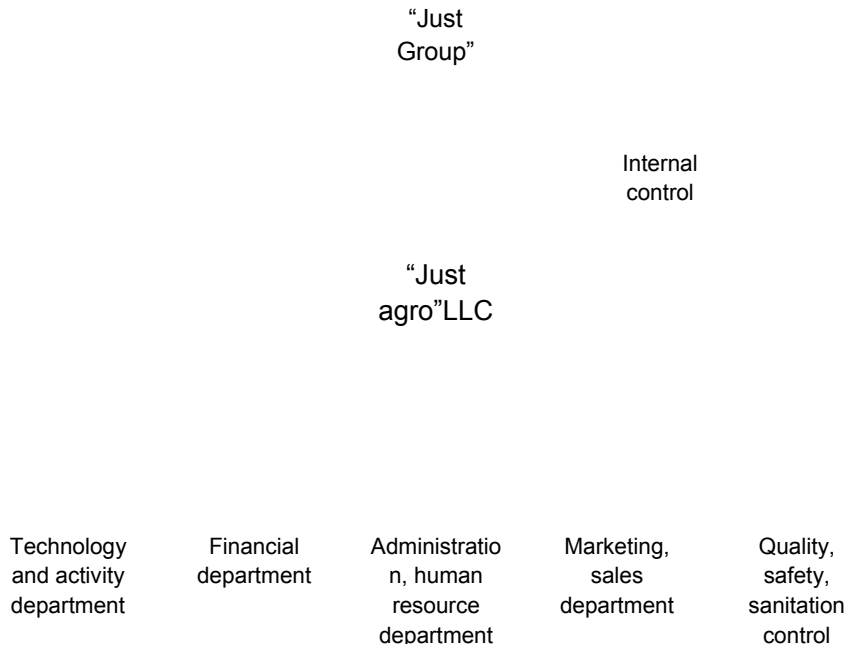 “Just
Group”
Internal
control
“Just
agro”LLC
Technology
and activity
department
Financial
department
Administratio
n, human
resource
department
Marketing,
sales
department
Quality,
safety,
sanitation
control